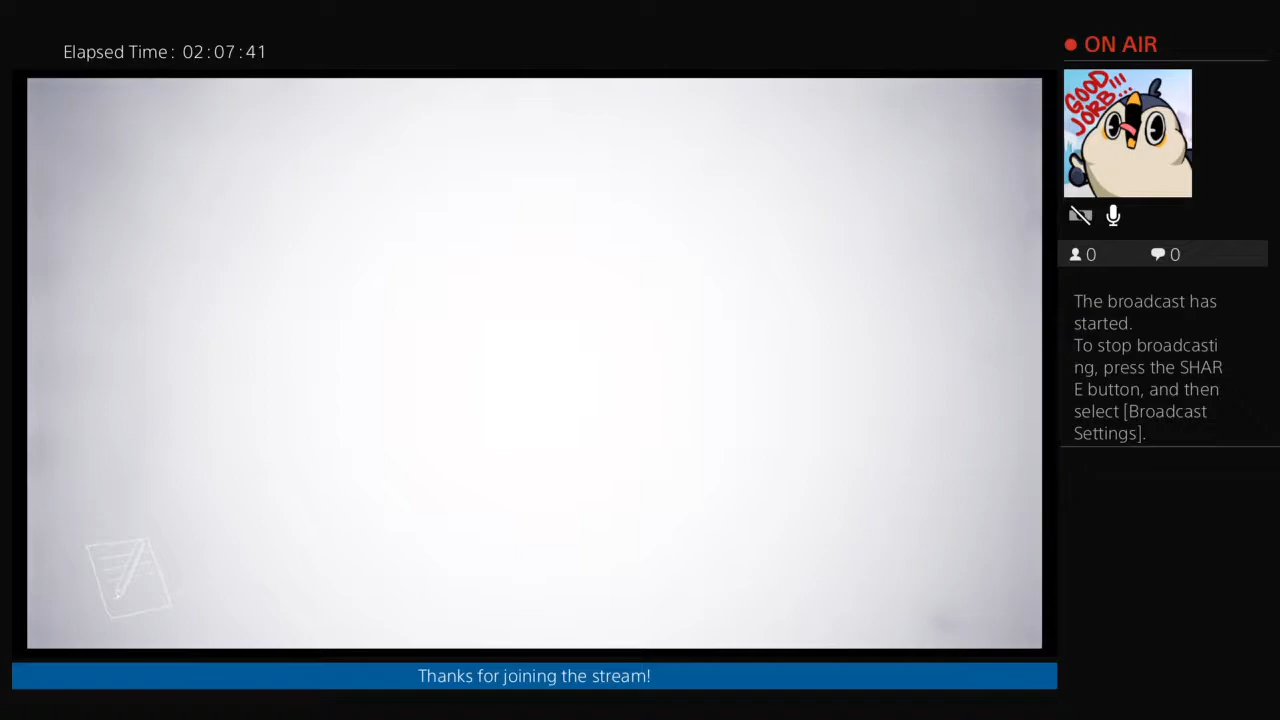 Elapsed Time: 02:07:41
ON AIR
GOOD
JORB!!!...
0
0
The broadcast has
started.
To stop broadcasti
ng, press the SHAR
E button, and then
select [Broadcast
Settings].
Thanks for joining the stream!